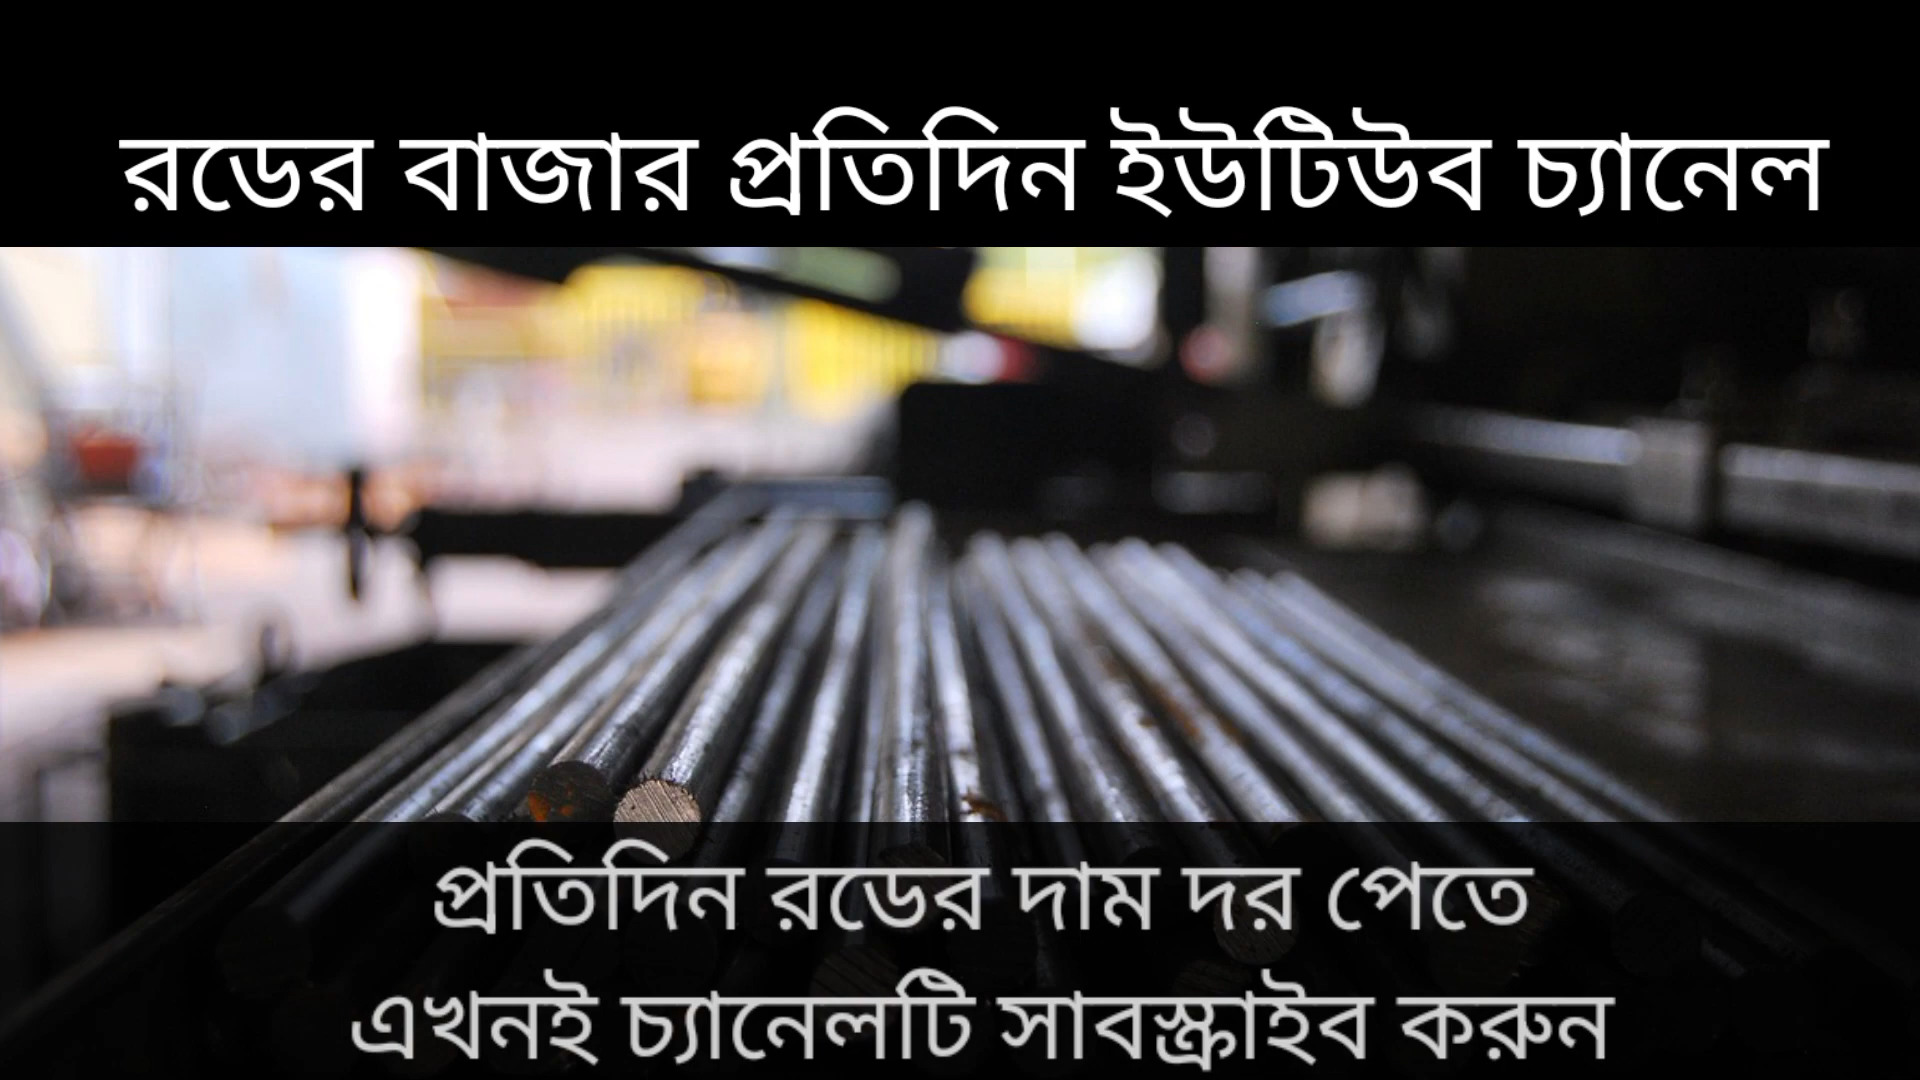 রডের বাজার প্রতিদিন ইউটিউব চ্যানেল
প্রতিদিন রডের দাম দর পেতে
এখনই চ্যানেলটি সাবস্ক্রাইব করুন